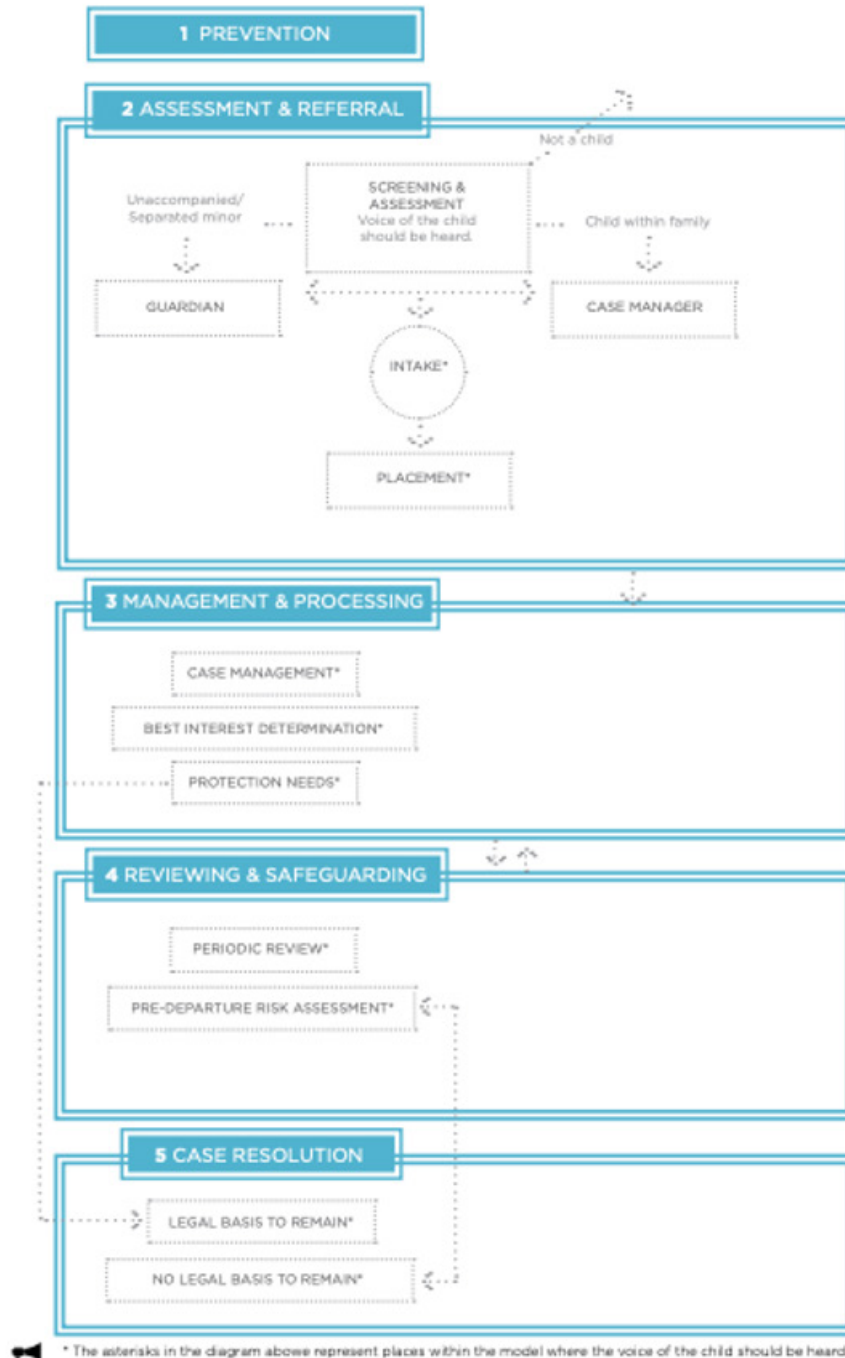 1 PREVENTION
2 ASSESSMENT & REFERRAL
Not a child
SCREENING &
ASSESSMENT
Voice of the child
should be heard.
Unaccompanied/
Separated minor
Child within family
GUARDIAN
CASE MANAGER
INTAKE*
PLACEMENT*
3 MANAGEMENT & PROCESSING
CASE MANAGEMENT*
BEST INTEREST DETERMINATION*
PROTECTION NEEDS*
4 REVIEWING & SAFEGUARDING
PERIODIC REVIEW*
PRE-DEPARTURE RISK ASSESSMENT*
5 CASE RESOLUTION
LEGAL BASIS TO REMAIN*
NO LEGAL BASIS TO REMAIN*
* The asterisks in the diagram above represent places within the model where the voice of the child should be heard